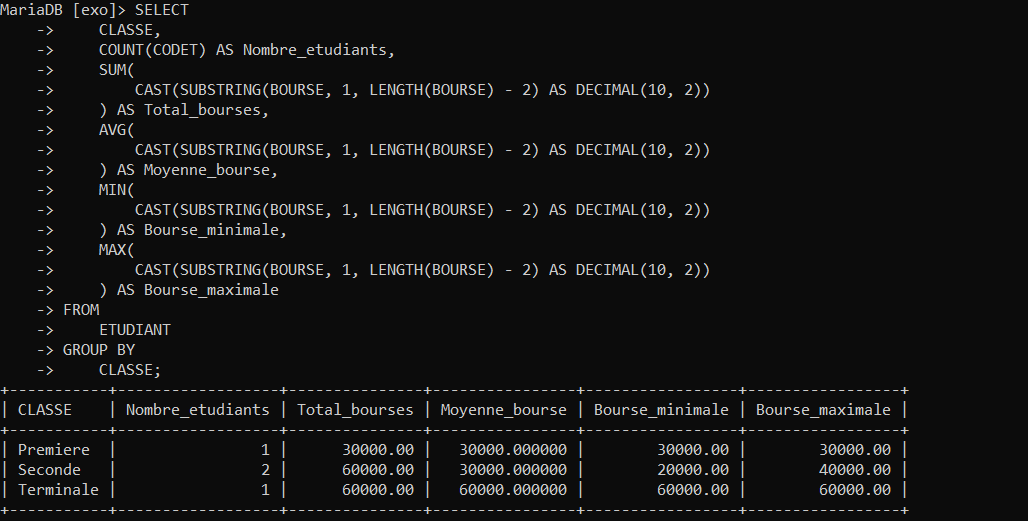 MariaDB [exo]> SELECT
    ->     CLASSE,
    ->     COUNT(CODET) AS Nombre_etudiants,
    ->     SUM(
    ->         CAST(SUBSTRING(BOURSE, 1, LENGTH(BOURSE) - 2) AS DECIMAL(10, 2))
    ->     ) AS Total_bourses,
    ->     AVG(
    ->         CAST(SUBSTRING(BOURSE, 1, LENGTH(BOURSE) - 2) AS DECIMAL(10, 2))
    ->     ) AS Moyenne_bourse,
    ->     MIN(
    ->         CAST(SUBSTRING(BOURSE, 1, LENGTH(BOURSE) - 2) AS DECIMAL(10, 2))
    ->     ) AS Bourse_minimale,
    ->     MAX(
    ->         CAST(SUBSTRING(BOURSE, 1, LENGTH(BOURSE) - 2) AS DECIMAL(10, 2))
    ->     ) AS Bourse_maximale
    -> FROM
    ->     ETUDIANT
    -> GROUP BY
    ->     CLASSE;
+-----------+------------------+---------------+----------------+-----------------+-----------------+
| CLASSE    | Nombre_etudiants | Total_bourses | Moyenne_bourse | Bourse_minimale | Bourse_maximale |
+-----------+------------------+---------------+----------------+-----------------+-----------------+
| Premiere  |                1 |      30000.00 |   30000.000000 |        30000.00 |        30000.00 |
| Seconde   |                2 |      60000.00 |   30000.000000 |        20000.00 |        40000.00 |
| Terminale |                1 |      60000.00 |   60000.000000 |        60000.00 |        60000.00 |
+-----------+------------------+---------------+----------------+-----------------+-----------------+